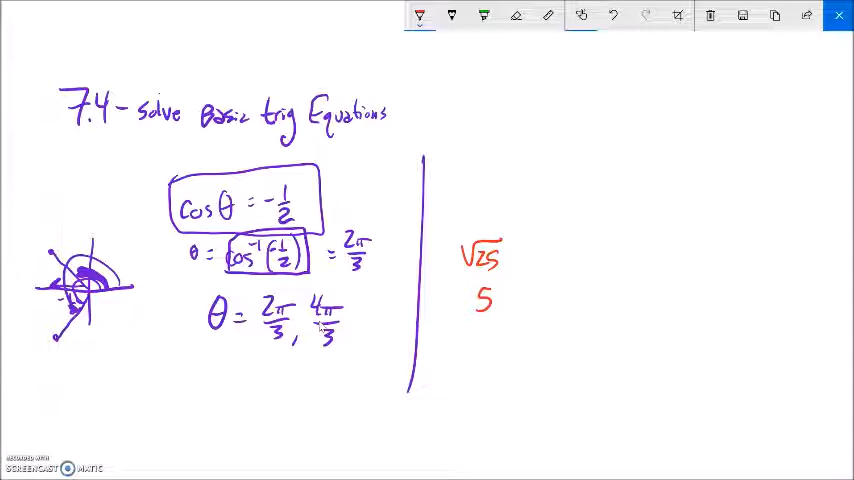 7.4 - Solve Basic trig Equations
cos θ = -1/2
θ = cos⁻¹(-1/2) = 2π/3
θ = 2π/3, 4π/3
√25
5
RECORDED WITH
SCREENCAST MATIC